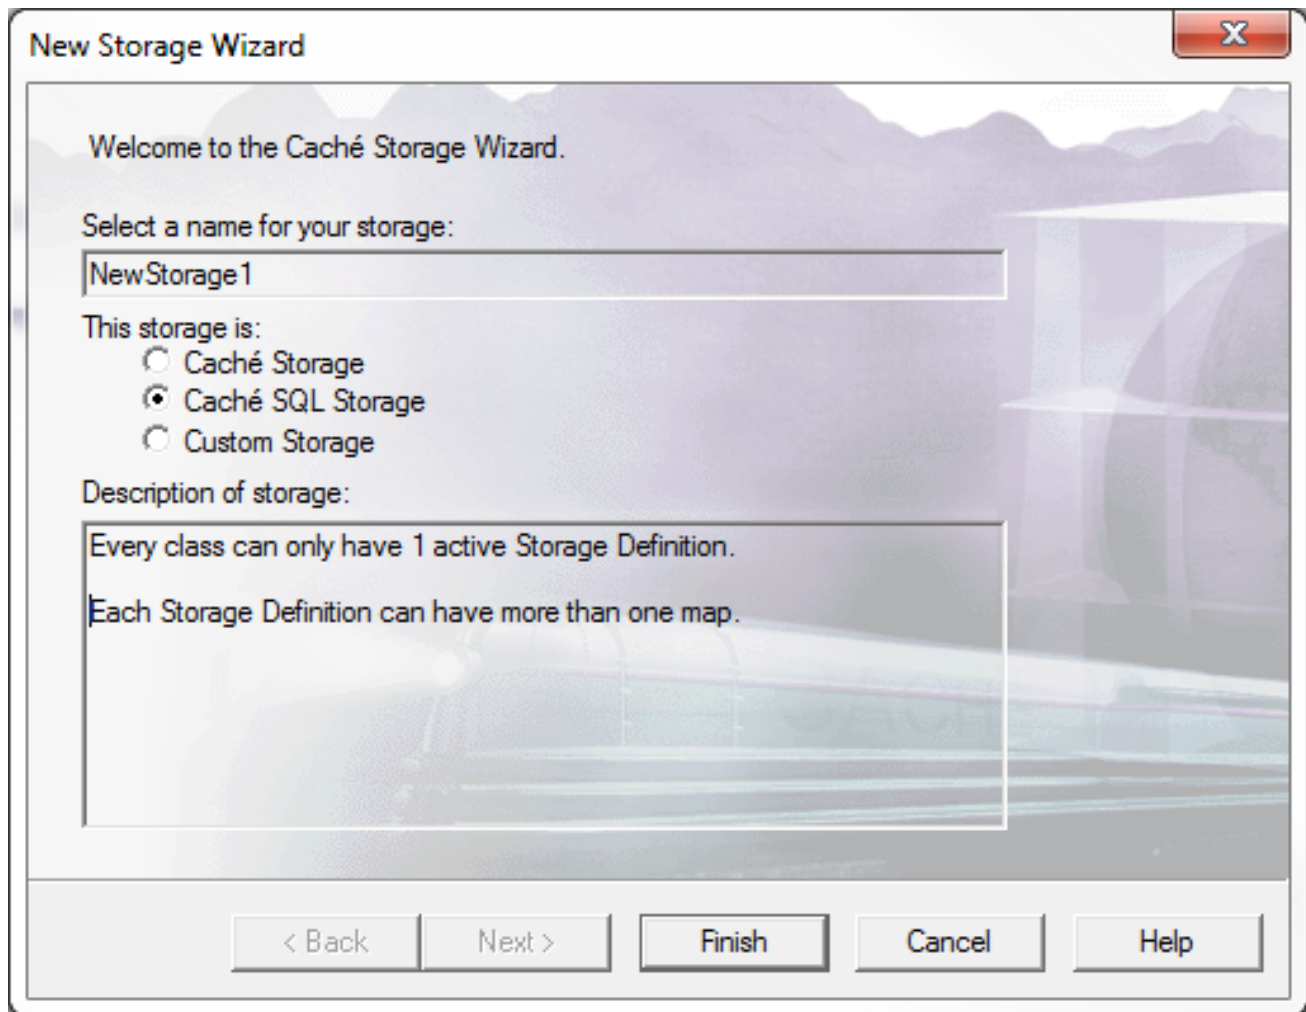 New Storage Wizard
X
Welcome to the Caché Storage Wizard.
Select a name for your storage:
NewStorage1
This storage is:
Caché Storage
Caché SQL Storage
Custom Storage
Description of storage:
Every class can only have 1 active Storage Definition.
Each Storage Definition can have more than one map.
CACH
< Back Next > Finish Cancel Help